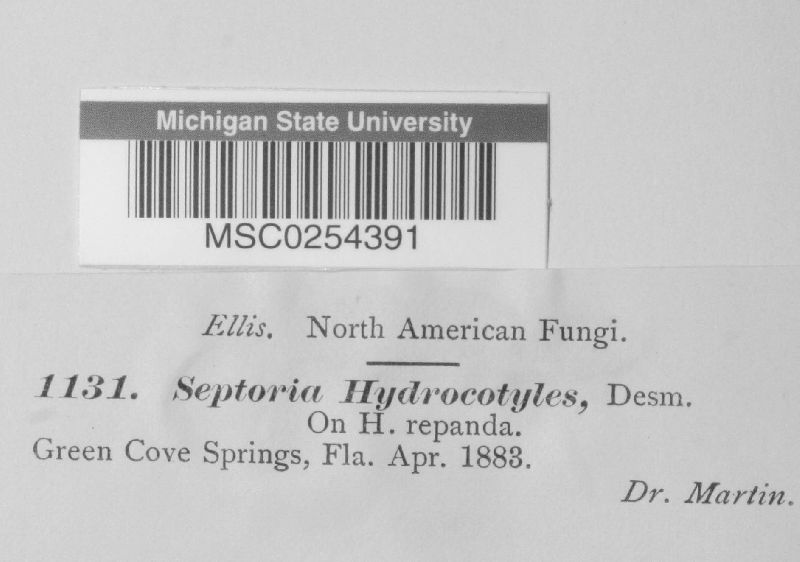 Michigan State University
MSC0254391
Ellis. North American Fungi.
1131. Septoria Hydrocotyles, Desm.
On H. repanda.
Green Cove Springs, Fla. Apr. 1883.
Dr. Martin.